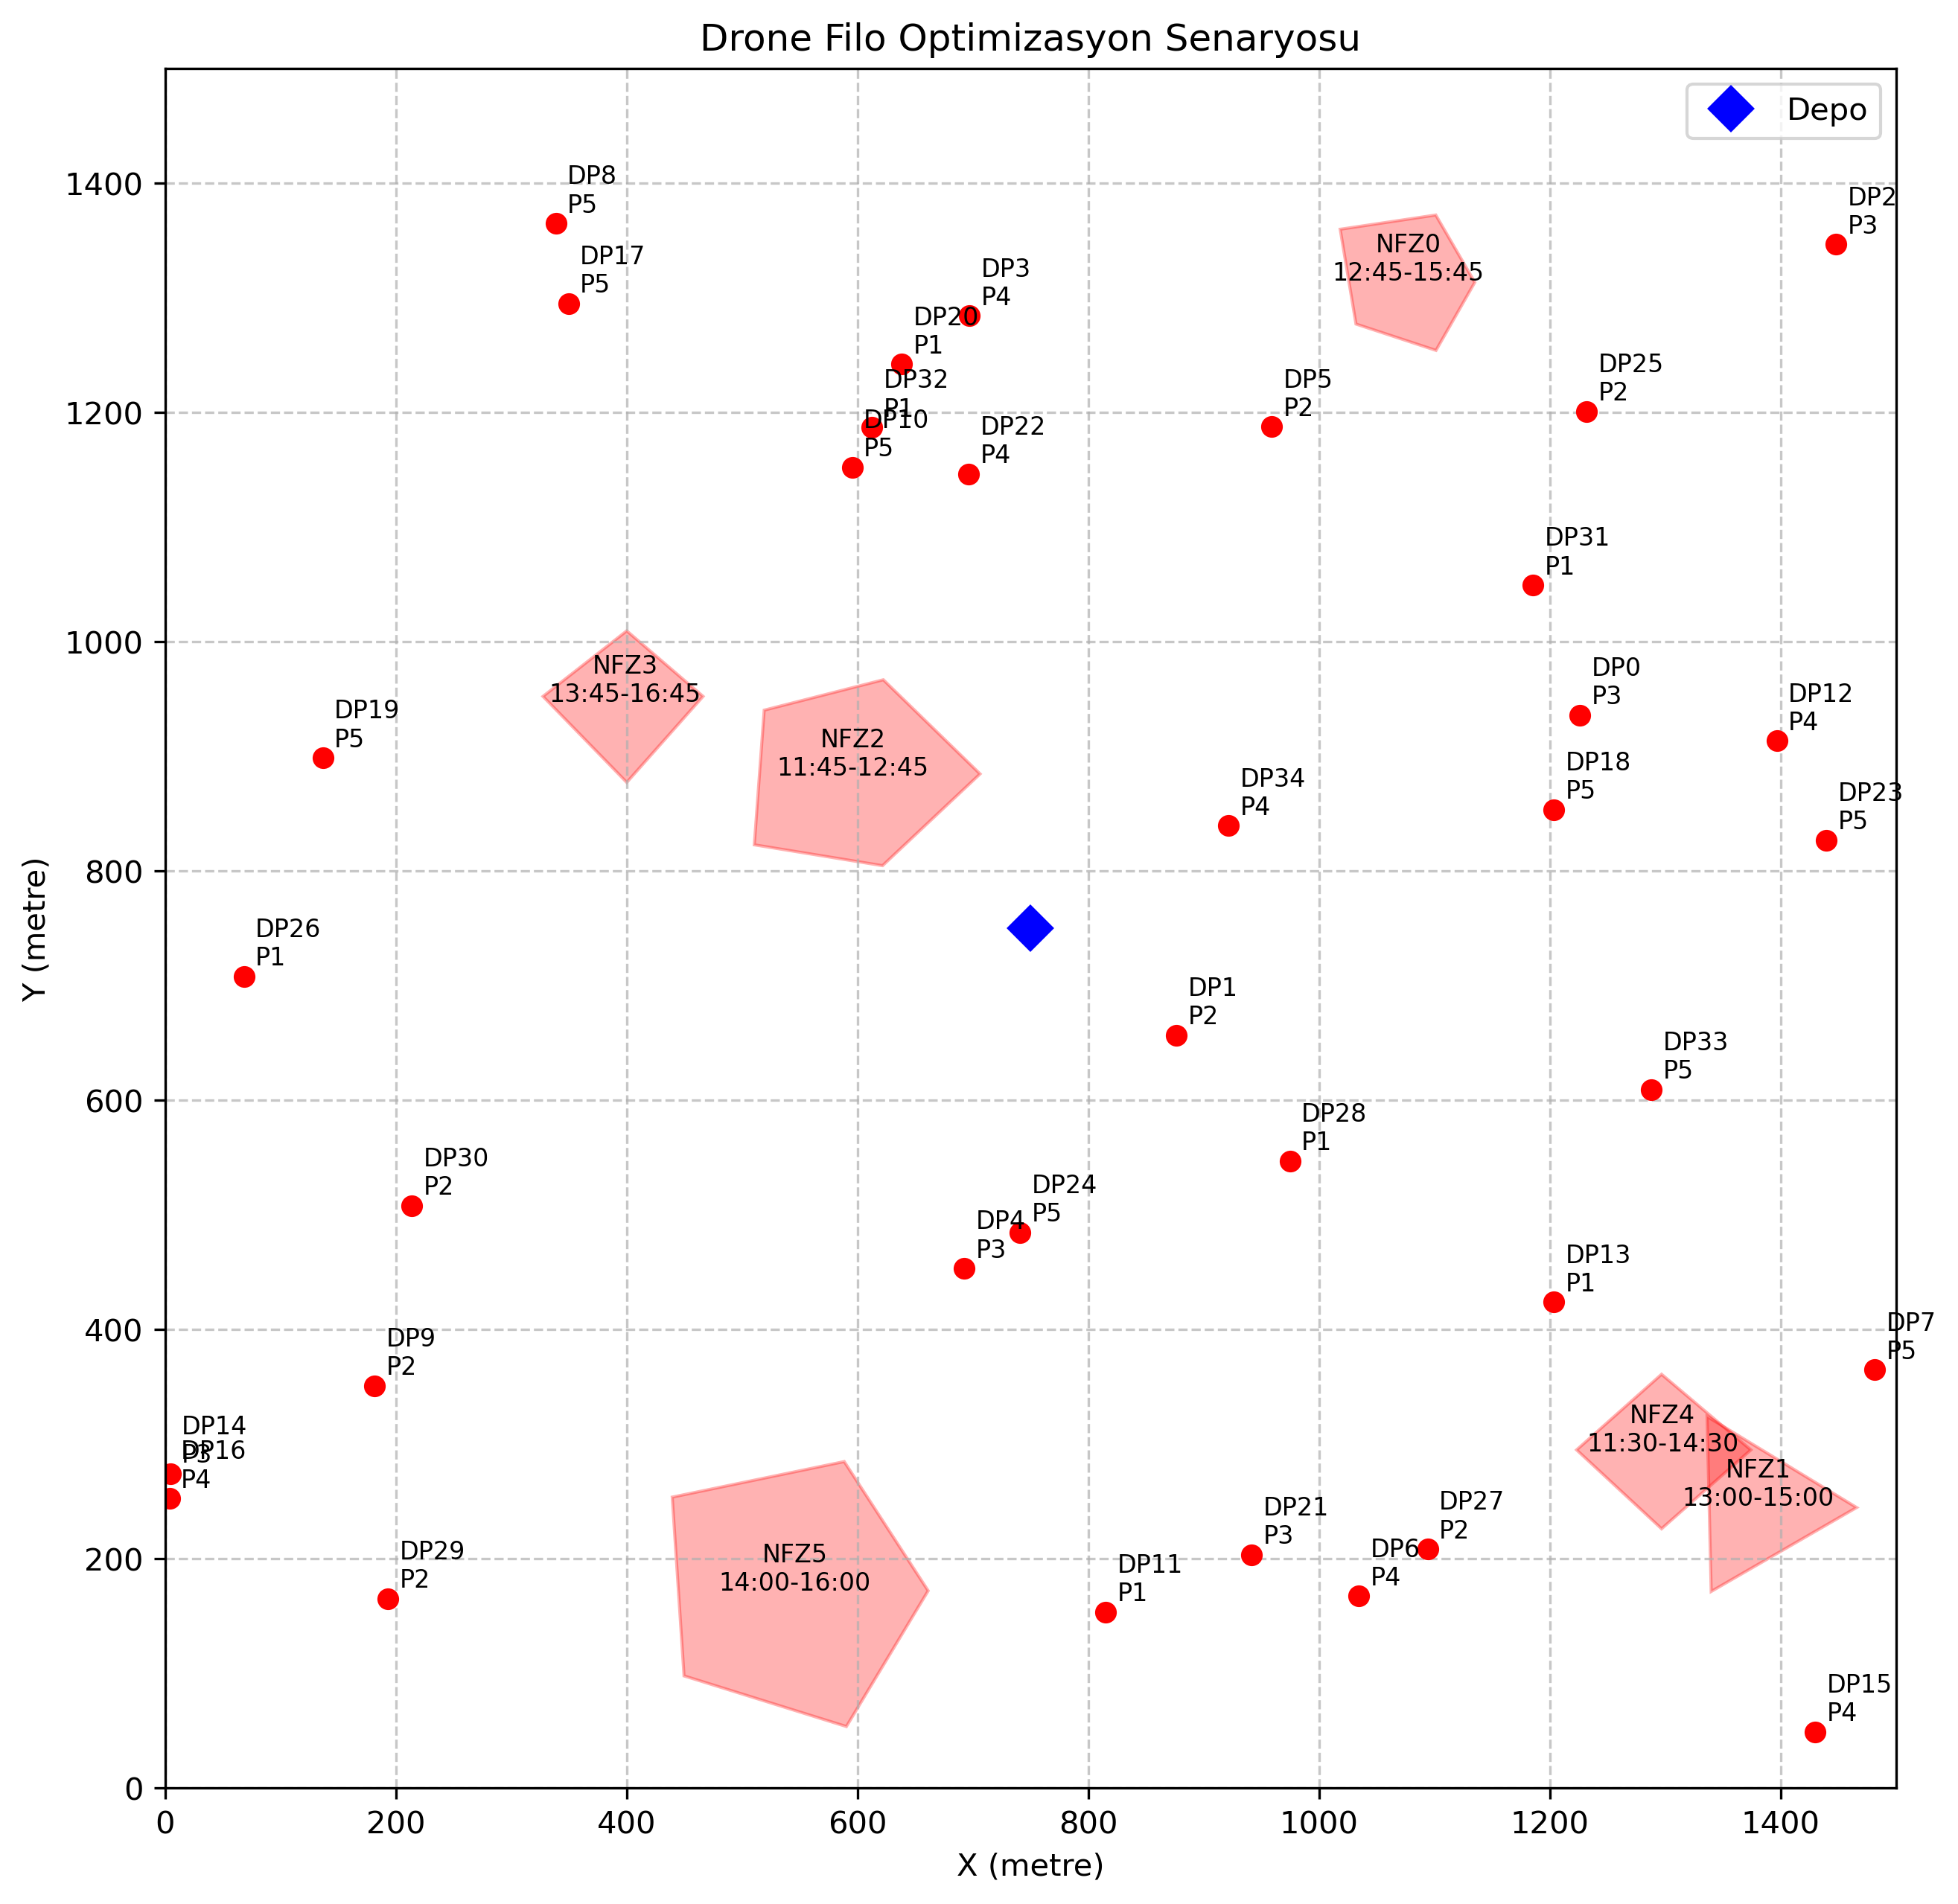 Drone Filo Optimizasyon Senaryosu
Depo
DP8
P5
DP2
P3
DP17
P5
NFZ0
12:45-15:45
DP3
P4
DP20
P1
DP25
P2
DP32
P1
DP5
P2
DP10
P5
DP22
P4
DP31
P1
NFZ3
13:45-16:45
DP0
P3
DP12
P4
DP19
P5
NFZ2
11:45-12:45
DP18
P5
DP34
P4
DP23
P5
DP26
P1
DP1
P2
DP33
P5
DP28
P1
DP30
P2
DP24
P5
DP4
P3
DP13
P1
DP7
P5
DP9
P2
DP14
P3
DP16
P4
NFZ4
11:30-14:30
NFZ1
13:00-15:00
DP21
P3
DP27
P2
DP6
P4
DP29
P2
NFZ5
14:00-16:00
DP11
P1
DP15
P4
1400
1200
1000
800
600
400
200
0
Y (metre)
0 200 400 600 800 1000 1200 1400
X (metre)